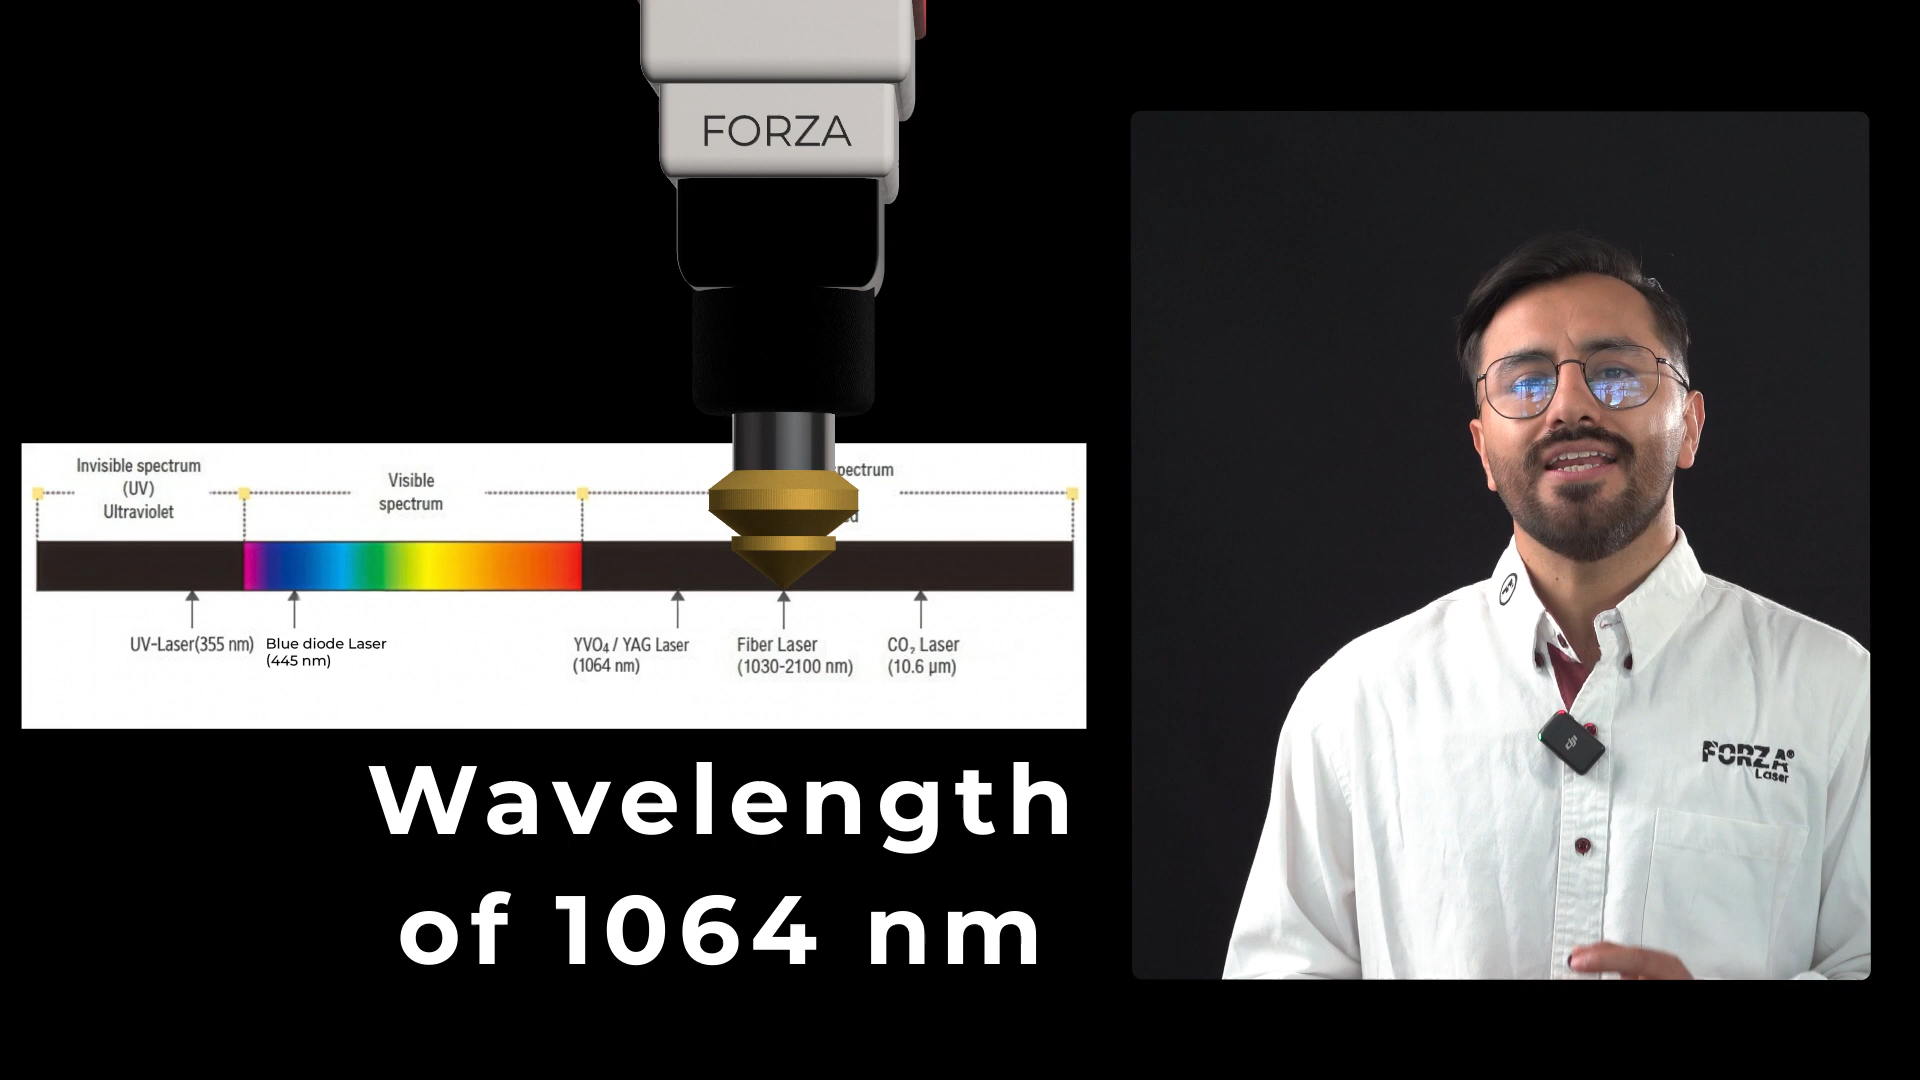 FORZA
Invisible spectrum
(UV)
Ultraviolet
Visible
spectrum
UV-Laser(355 nm)
Blue diode Laser
(445 nm)
YVO₄ / YAG Laser
(1064 nm)
Fiber Laser
(1030-2100 nm)
CO₂ Laser
(10.6 µm)
Wavelength
of 1064 nm
FORZA®
Laser